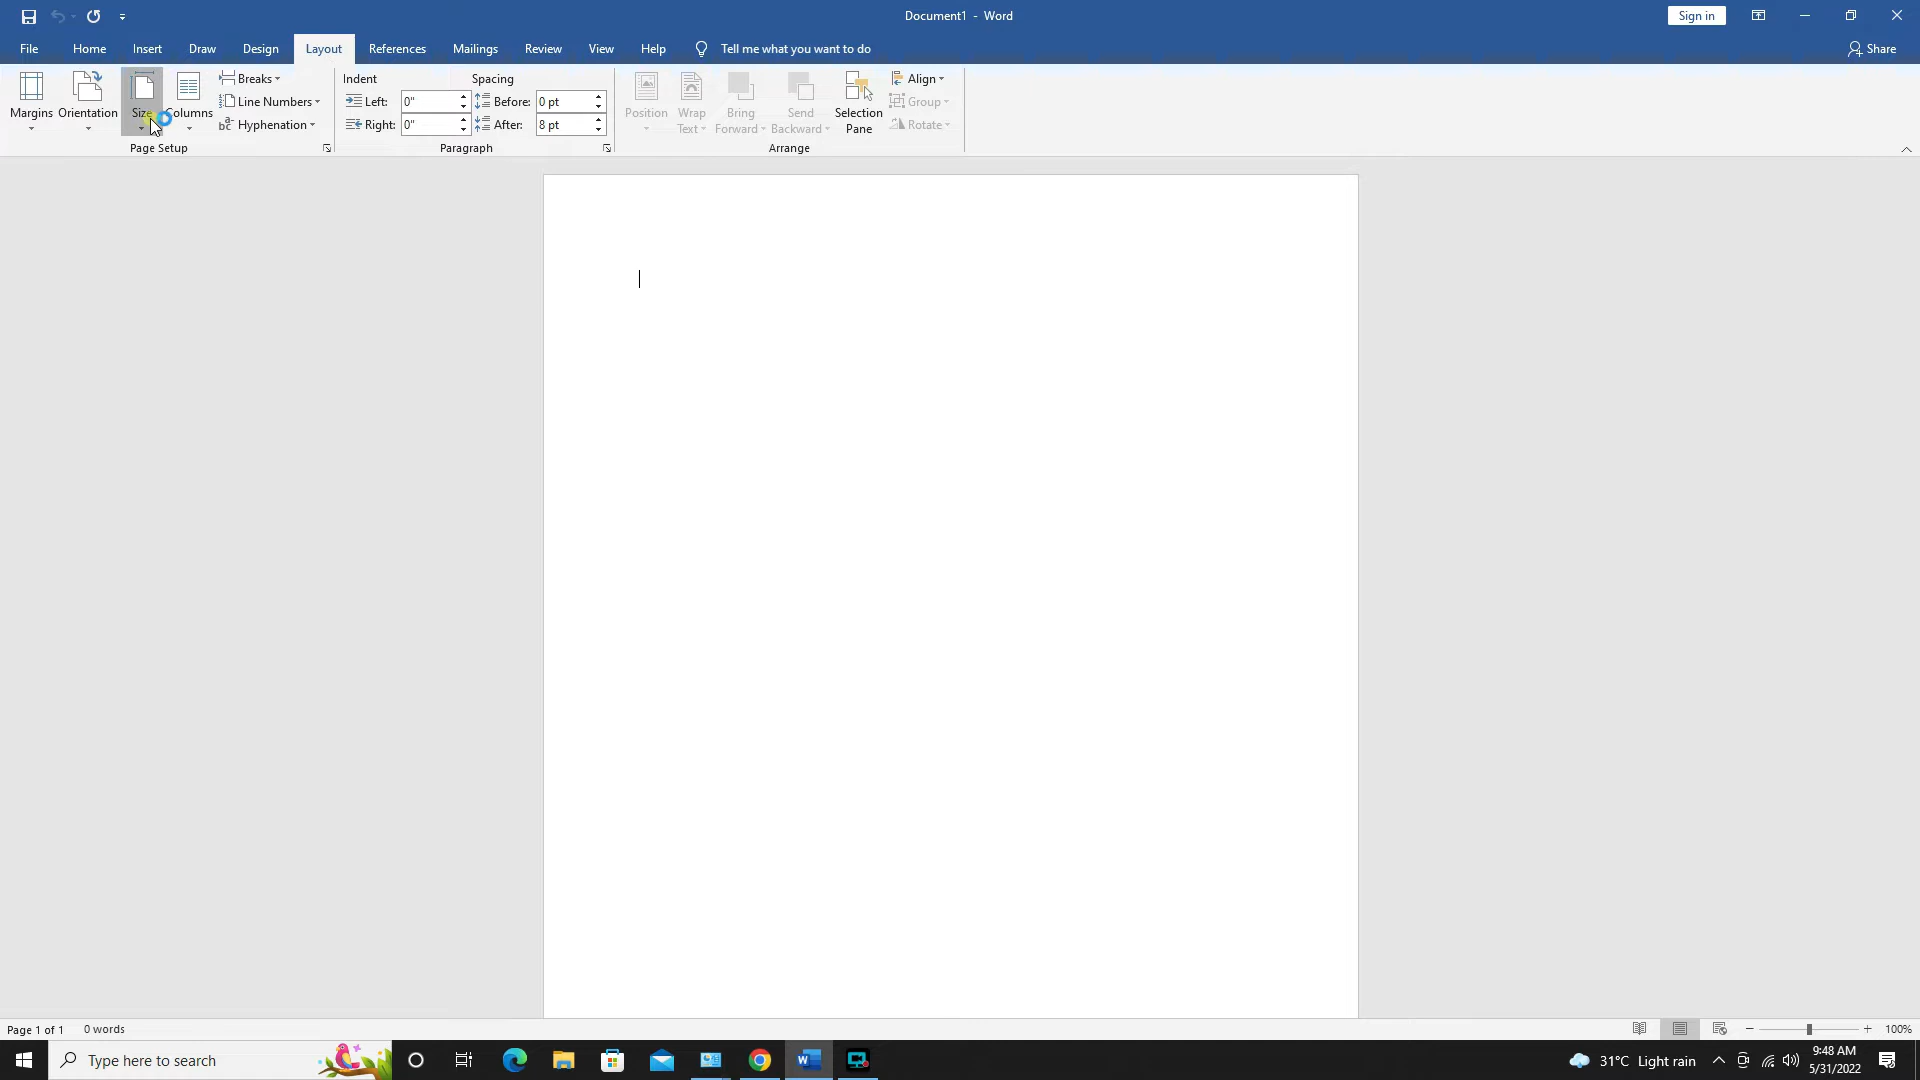 Document1 - Word
Sign in
File Home Insert Draw Design Layout References Mailings Review View Help Tell me what you want to do Share
Margins Orientation Size Columns
Breaks
Line Numbers
Hyphenation
Page Setup
Indent Spacing
Left: 0" Before: 0 pt
Right: 0" After: 8 pt
Paragraph
Position Wrap Text Bring Forward Send Backward Selection Pane
Align
Group
Rotate
Arrange
Page 1 of 1 0 words 100%
Type here to search
31°C Light rain
9:48 AM
5/31/2022